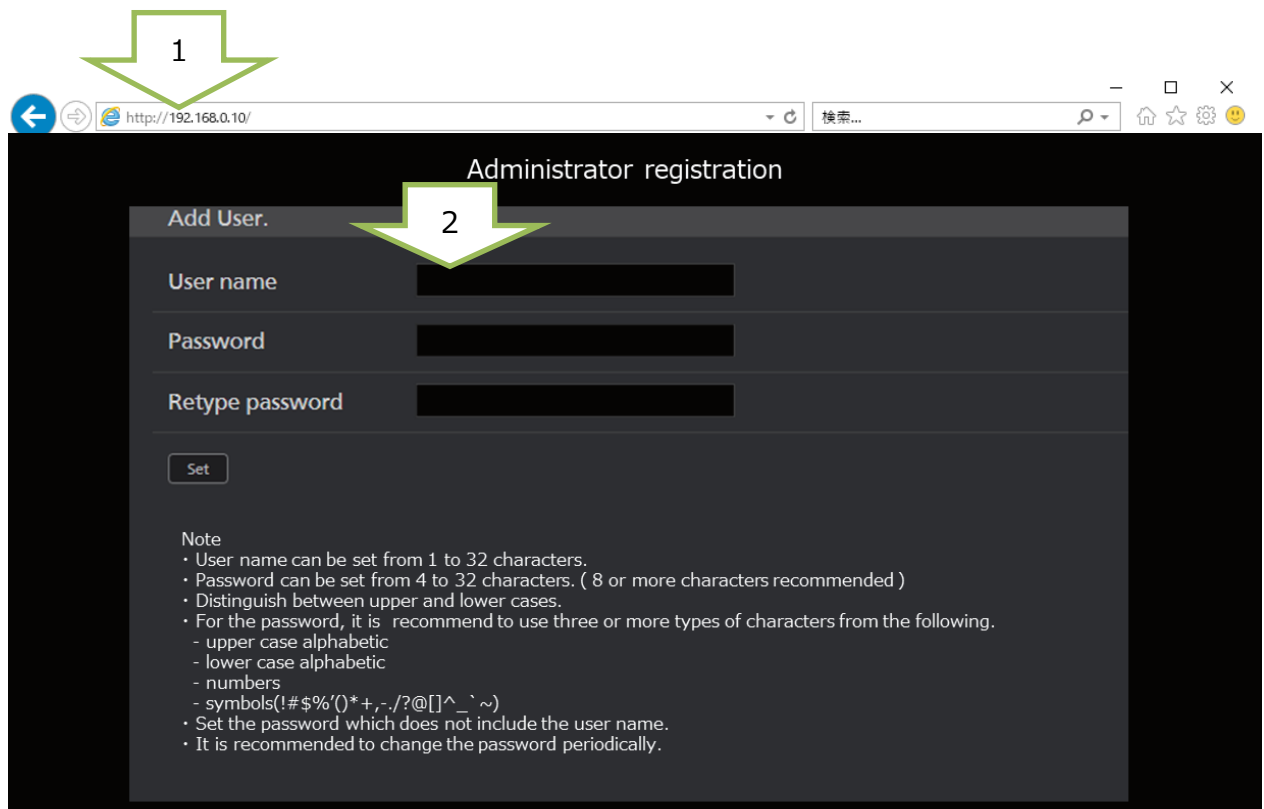 1
http://192.168.0.10/
検索...
Administrator registration
Add User.
2
User name
Password
Retype password
Set
Note
・User name can be set from 1 to 32 characters.
・Password can be set from 4 to 32 characters. ( 8 or more characters recommended )
・Distinguish between upper and lower cases.
・For the password, it is  recommend to use three or more types of characters from the following.
- upper case alphabetic
- lower case alphabetic
- numbers
- symbols(!#$%’()*+,-./?@[]^_`~)
・Set the password which does not include the user name.
・It is recommended to change the password periodically.